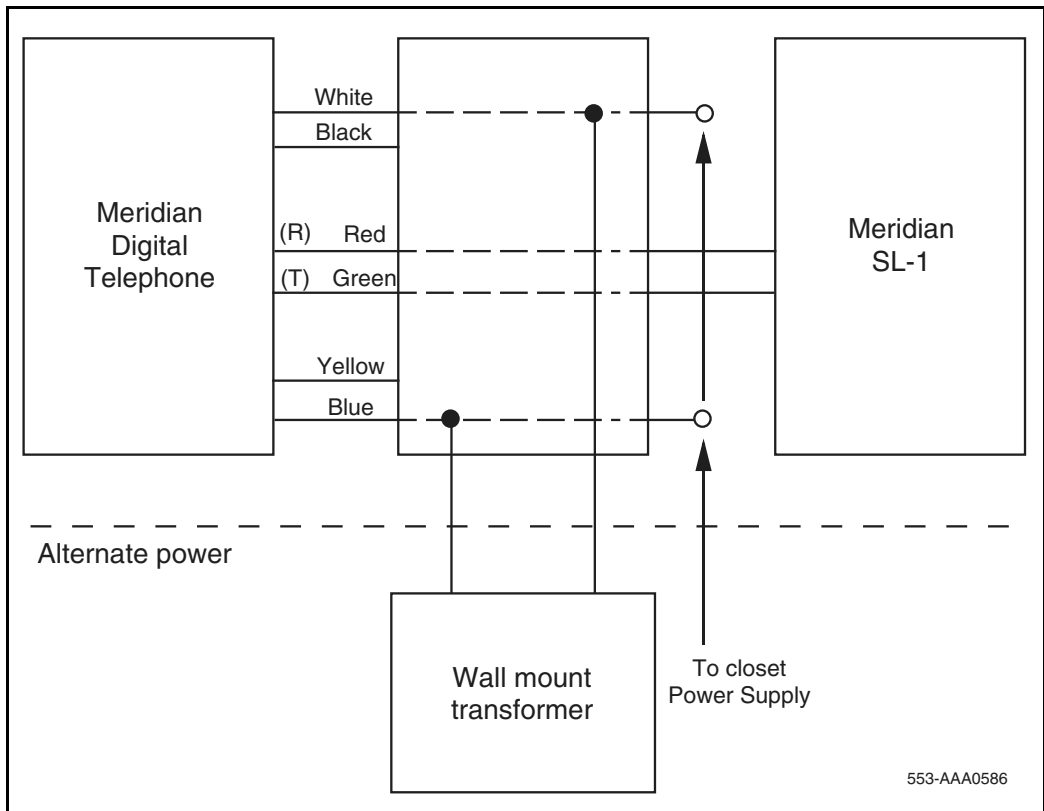 White
Black
Meridian
Digital
Telephone
(R) Red
(T) Green
Yellow
Blue
Meridian
SL-1
Alternate power
Wall mount
transformer
To closet
Power Supply
553-AAA0586